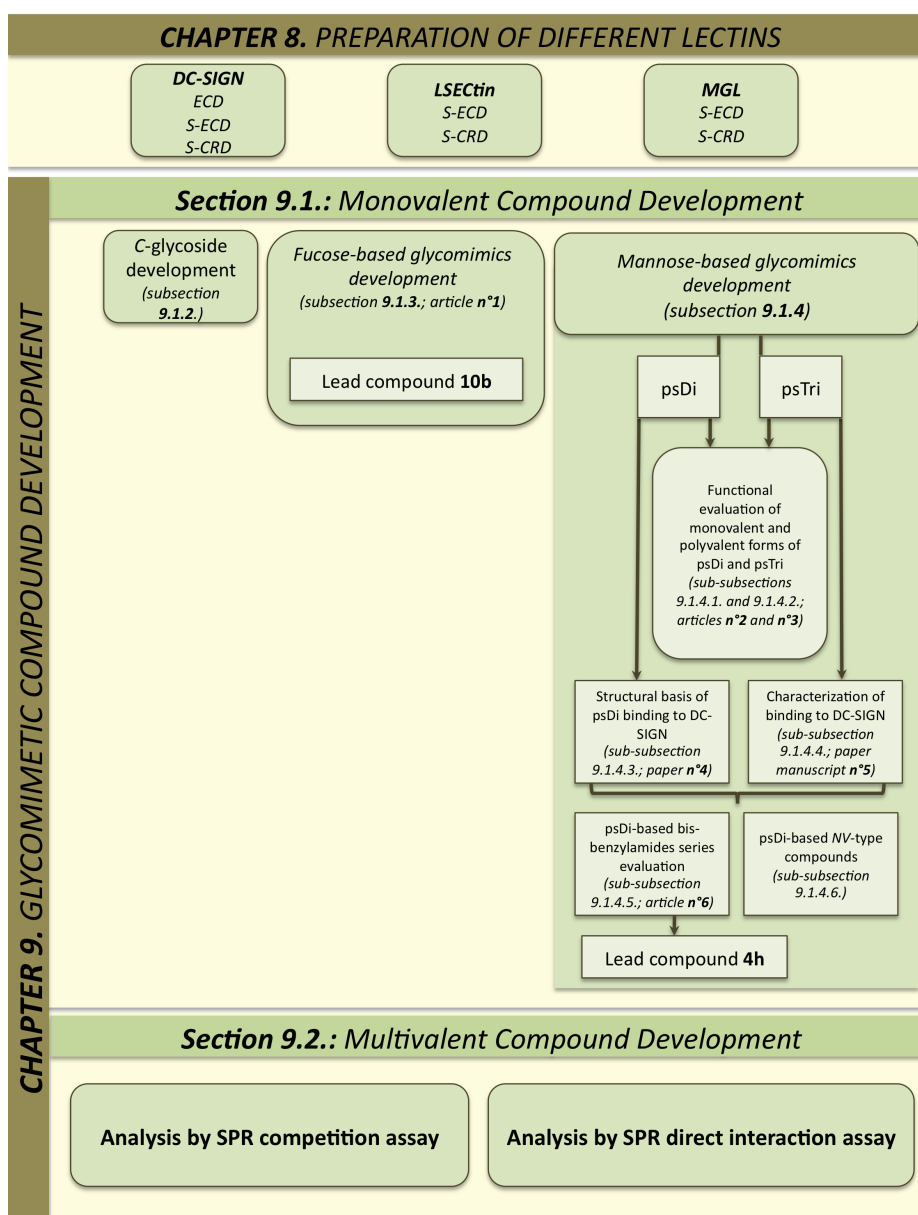 CHAPTER 8. PREPARATION OF DIFFERENT LECTINS
DC-SIGN
ECD
S-ECD
S-CRD
LSECtin
S-ECD
S-CRD
MGL
S-ECD
S-CRD
CHAPTER 9. GLYCOMIMETIC COMPOUND DEVELOPMENT
Section 9.1.: Monovalent Compound Development
C-glycoside
development
(subsection
9.1.2.)
Fucose-based glycomimics
development
(subsection 9.1.3.; article n°1)
Lead compound 10b
Mannose-based glycomimics
development
(subsection 9.1.4)
psDi
psTri
Functional
evaluation of
monovalent and
polyvalent forms of
psDi and psTri
(sub-subsections
9.1.4.1. and 9.1.4.2.;
articles n°2 and n°3)
Structural basis of
psDi binding to DC-
SIGN
(sub-subsection
9.1.4.3.; paper n°4)
Characterization of
binding to DC-SIGN
(sub-subsection
9.1.4.4.; paper
manuscript n°5)
psDi-based bis-
benzylamides series
evaluation
(sub-subsection
9.1.4.5.; article n°6)
psDi-based NV-type
compounds
(sub-subsection
9.1.4.6.)
Lead compound 4h
Section 9.2.: Multivalent Compound Development
Analysis by SPR competition assay
Analysis by SPR direct interaction assay